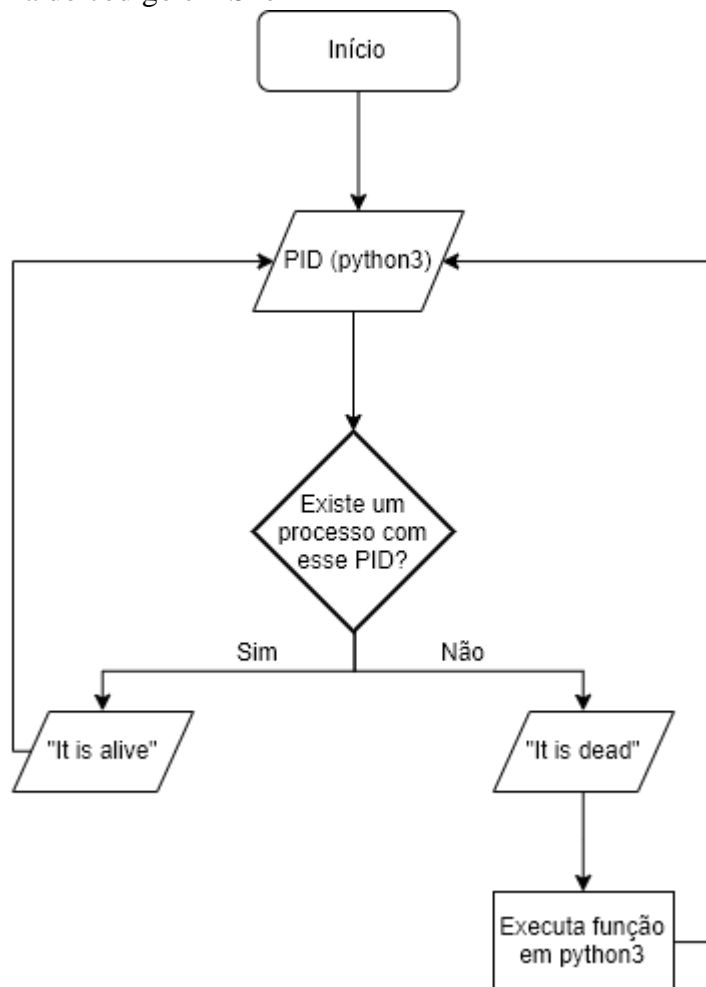 Início
PID (python3)
Existe um
processo com
esse PID?
Sim
Não
"It is alive"
"It is dead"
Executa função
em python3